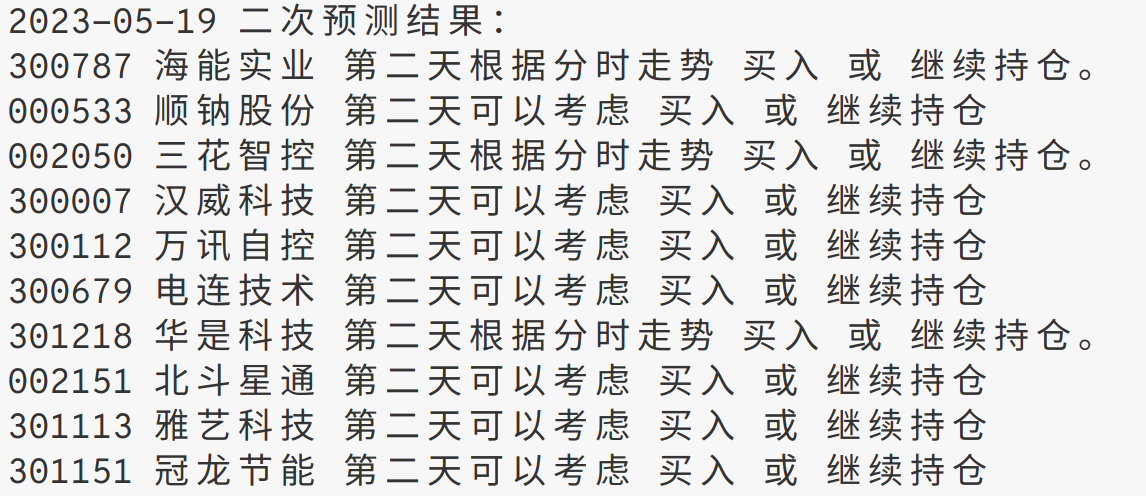 2023-05-19 二次预测结果：
300787 海能实业 第二天根据分时走势 买入 或 继续持仓。
000533 顺钠股份 第二天可以考虑 买入 或 继续持仓
002050 三花智控 第二天根据分时走势 买入 或 继续持仓。
300007 汉威科技 第二天可以考虑 买入 或 继续持仓
300112 万讯自控 第二天可以考虑 买入 或 继续持仓
300679 电连技术 第二天可以考虑 买入 或 继续持仓
301218 华是科技 第二天根据分时走势 买入 或 继续持仓。
002151 北斗星通 第二天可以考虑 买入 或 继续持仓
301113 雅艺科技 第二天可以考虑 买入 或 继续持仓
301151 冠龙节能 第二天可以考虑 买入 或 继续持仓